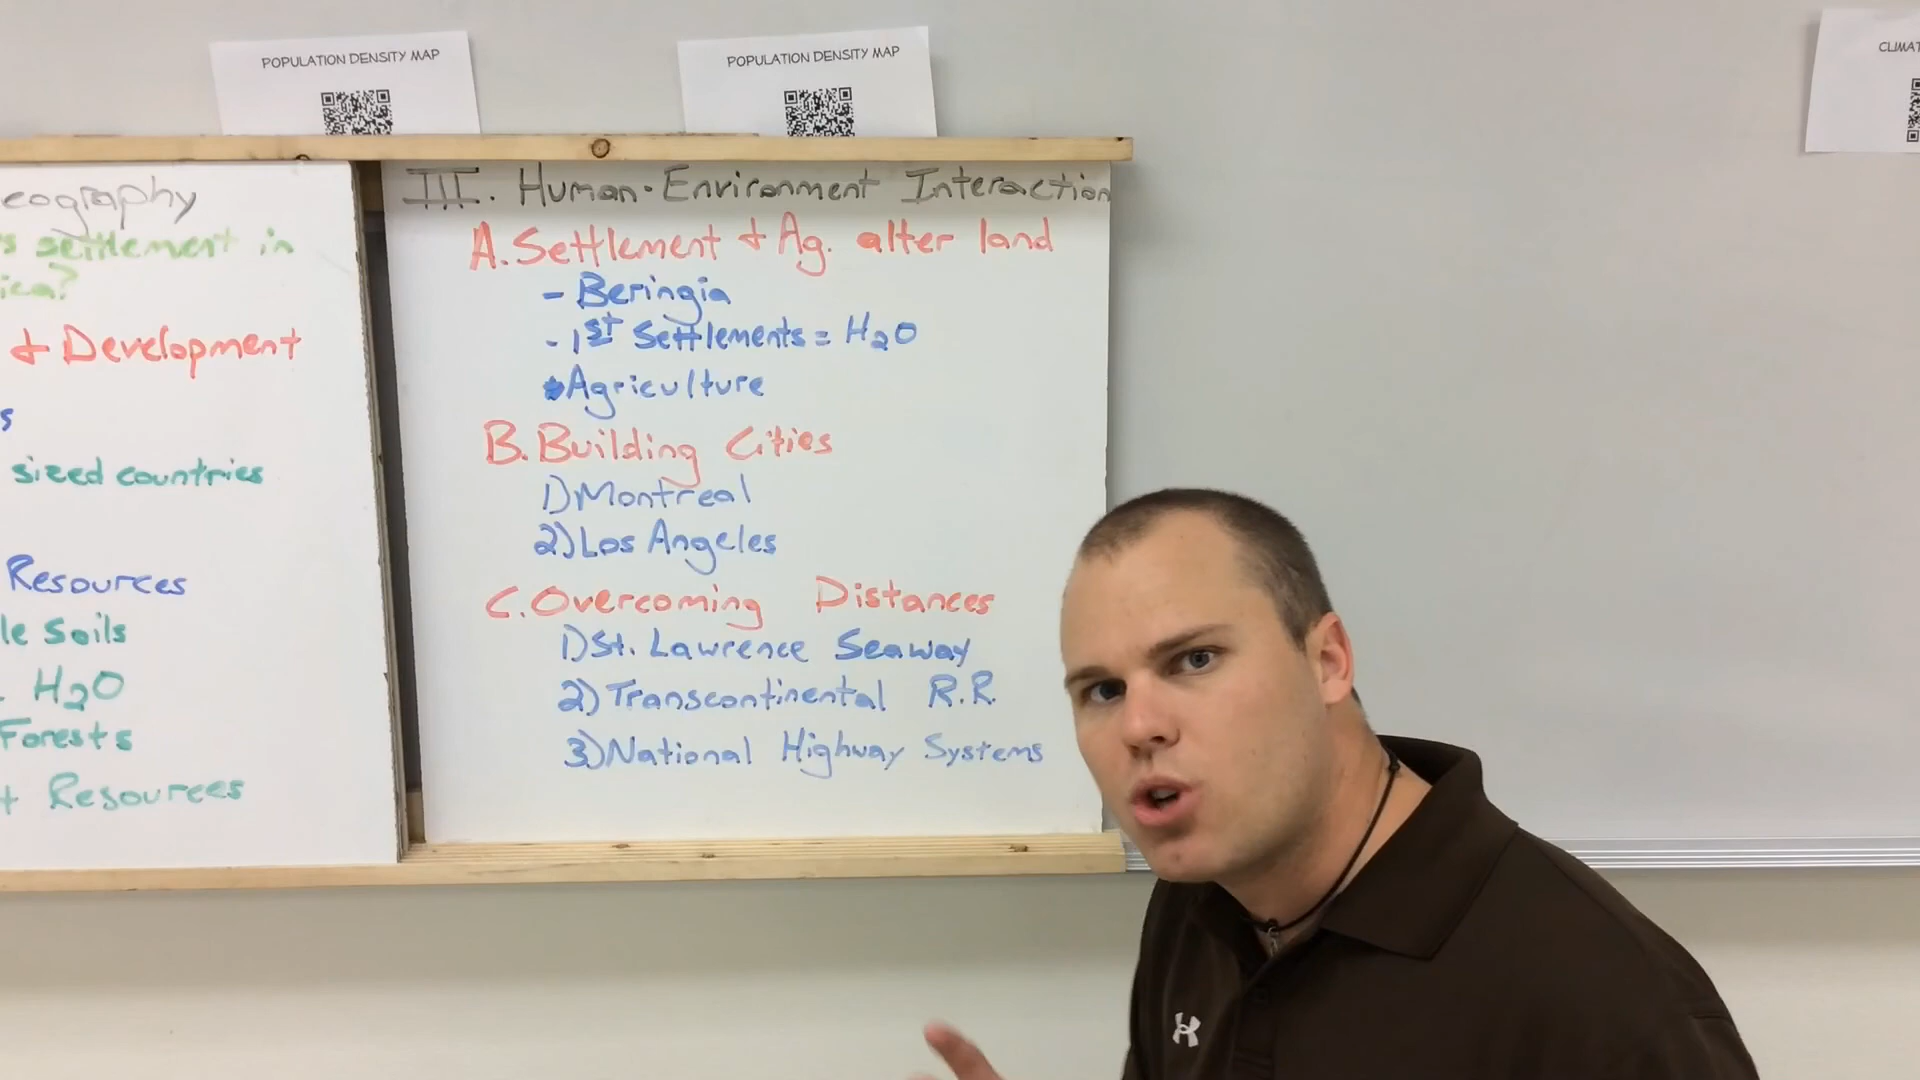 POPULATION DENSITY MAP
POPULATION DENSITY MAP
CLIMAT
eography
s settlement in
ica?
+ Development
s
sized countries
Resources
le Soils
H2O
Forests
+ Resources
III. Human-Environment Interaction
A. Settlement + Ag. alter land
- Beringia
- 1st Settlements = H2O
Agriculture
B. Building Cities
1) Montreal
2) Los Angeles
C. Overcoming Distances
1) St. Lawrence Seaway
2) Transcontinental R.R.
3) National Highway Systems